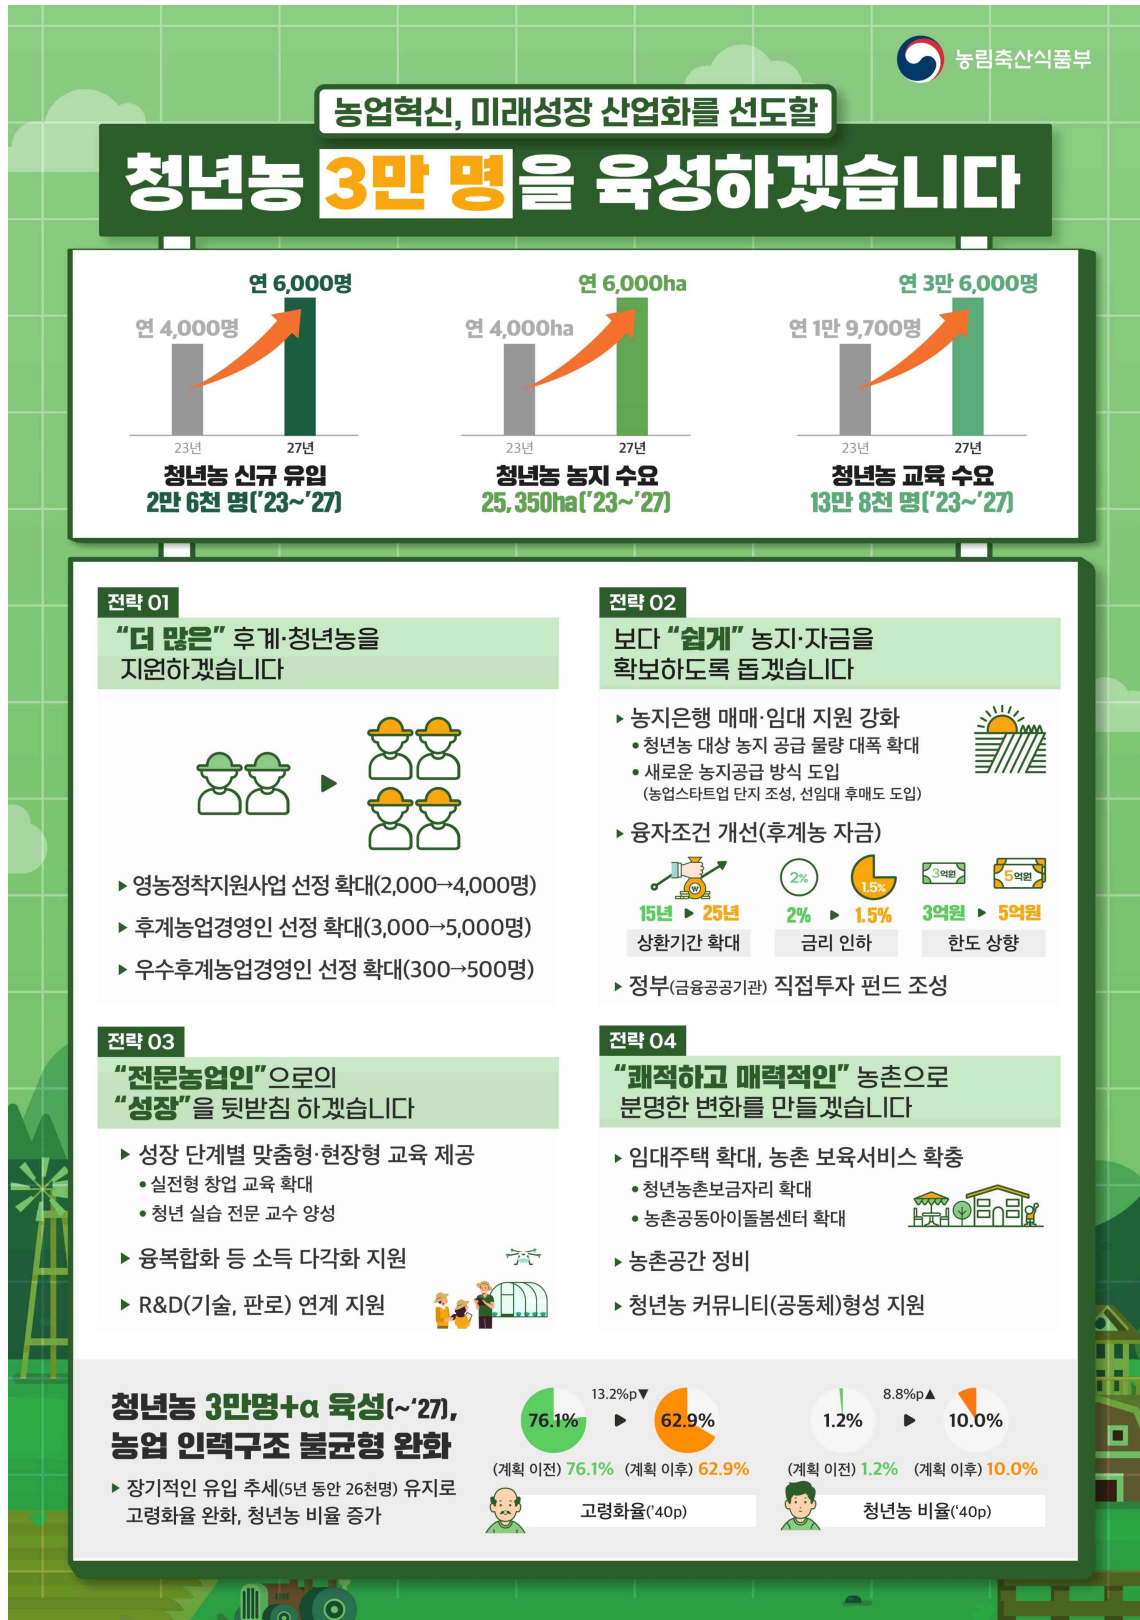 농림축산식품부
농업혁신, 미래성장 산업화를 선도할
청년농 3만 명을 육성하겠습니다
연 4,000명
연 6,000명
23년
27년
청년농 신규 유입
2만 6천 명('23~'27)
연 4,000ha
연 6,000ha
23년
27년
청년농 농지 수요
25,350ha('23~'27)
연 1만 9,700명
연 3만 6,000명
23년
27년
청년농 교육 수요
13만 8천 명('23~'27)
전략 01
“더 많은” 후계·청년농을
지원하겠습니다
▸ 영농정착지원사업 선정 확대(2,000→4,000명)
▸ 후계농업경영인 선정 확대(3,000→5,000명)
▸ 우수후계농업경영인 선정 확대(300→500명)
전략 02
보다 “쉽게” 농지·자금을
확보하도록 돕겠습니다
▸ 농지은행 매매·임대 지원 강화
• 청년농 대상 농지 공급 물량 대폭 확대
• 새로운 농지공급 방식 도입
(농업스타트업 단지 조성, 선임대 후매도 도입)
▸ 융자조건 개선(후계농 자금)
₩
2%
1.5%
3억원
5억원
15년 ▶ 25년
2% ▶ 1.5%
3억원 ▶ 5억원
상환기간 확대
금리 인하
한도 상향
▸ 정부(금융공공기관) 직접투자 펀드 조성
전략 03
“전문농업인”으로의
“성장”을 뒷받침 하겠습니다
▸ 성장 단계별 맞춤형·현장형 교육 제공
• 실전형 창업 교육 확대
• 청년 실습 전문 교수 양성
▸ 융복합화 등 소득 다각화 지원
▸ R&D(기술, 판로) 연계 지원
전략 04
“쾌적하고 매력적인” 농촌으로
분명한 변화를 만들겠습니다
▸ 임대주택 확대, 농촌 보육서비스 확충
• 청년농촌보금자리 확대
• 농촌공동아이돌봄센터 확대
▸ 농촌공간 정비
▸ 청년농 커뮤니티(공동체)형성 지원
청년농 3만명+α 육성(~‘27),
농업 인력구조 불균형 완화
▸ 장기적인 유입 추세(5년 동안 26천명) 유지로
고령화율 완화, 청년농 비율 증가
13.2%p▼
76.1% ▶ 62.9%
(계획 이전) 76.1% (계획 이후) 62.9%
고령화율(’40p)
8.8%p▲
1.2% ▶ 10.0%
(계획 이전) 1.2% (계획 이후) 10.0%
청년농 비율(‘40p)